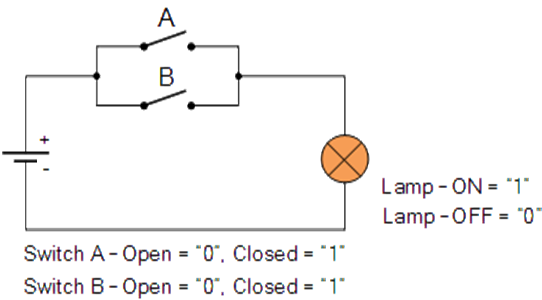 A
B
+
-
Lamp - ON = "1"
Lamp - OFF = "0"
Switch A - Open = "0", Closed = "1"
Switch B - Open = "0", Closed = "1"